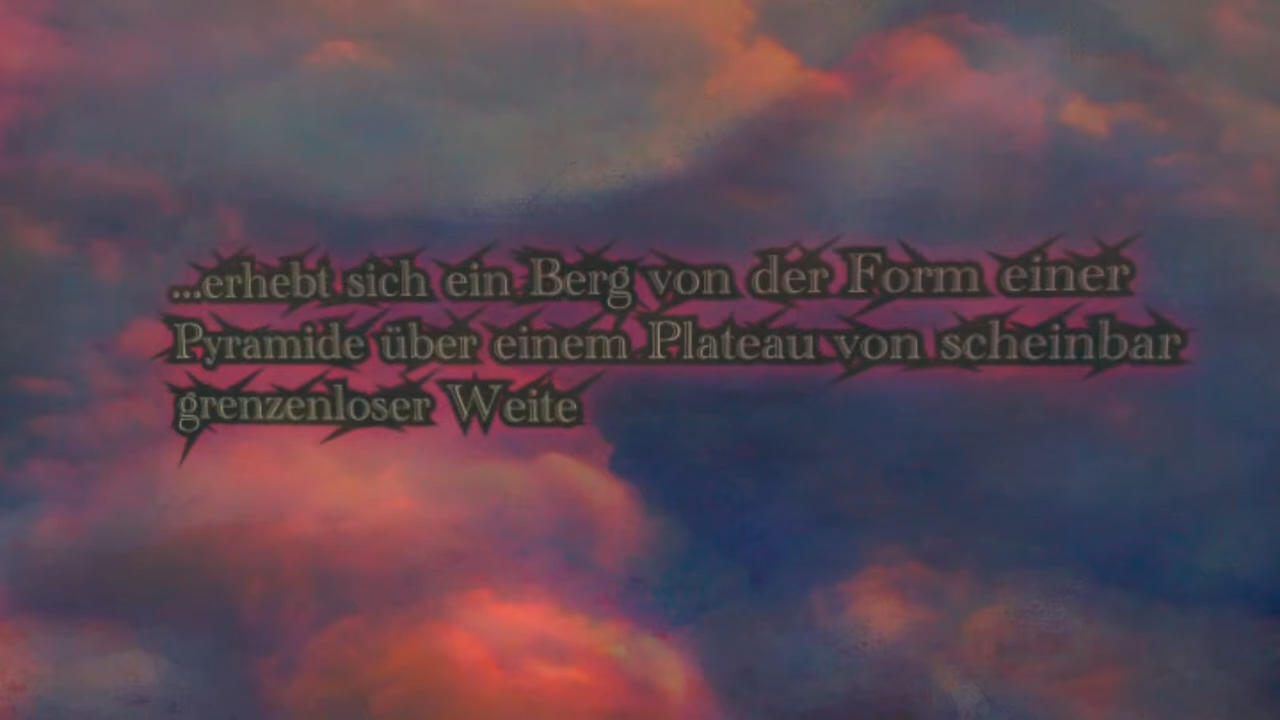 ...erhebt sich ein Berg von der Form einer
Pyramide über einem Plateau von scheinbar
grenzenloser Weite